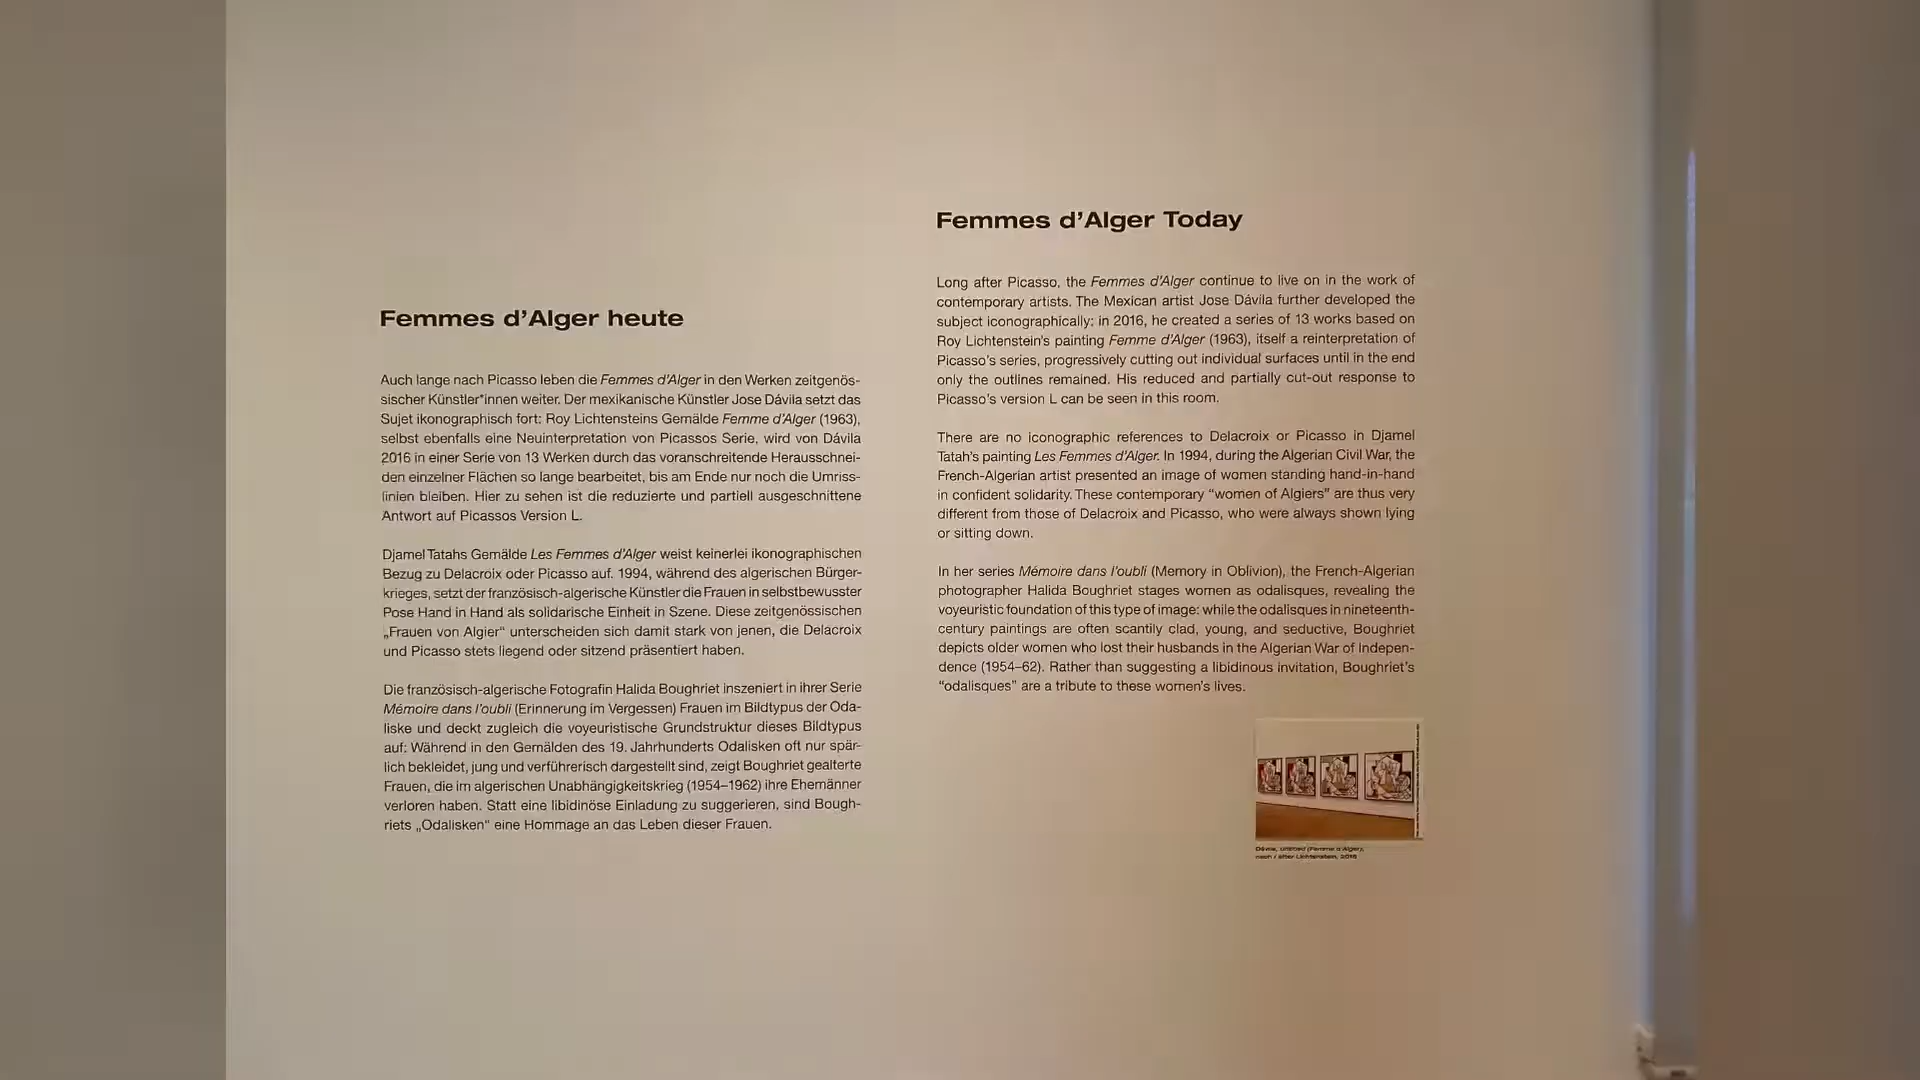 Femmes d'Alger heute
Auch lange nach Picasso leben die Femmes d'Alger in den Werken zeitgenös-
sischer Künstler*innen weiter. Der mexikanische Künstler Jose Dávila setzt das
Sujet ikonographisch fort: Roy Lichtensteins Gemälde Femme d'Alger (1963),
selbst ebenfalls eine Neuinterpretation von Picassos Serie, wird von Dávila
2016 in einer Serie von 13 Werken durch das voranschreitende Herausschnei-
den einzelner Flächen so lange bearbeitet, bis am Ende nur noch die Umriss-
linien bleiben. Hier zu sehen ist die reduzierte und partiell ausgeschnittene
Antwort auf Picassos Version L.
Djamel Tatahs Gemälde Les Femmes d'Alger weist keinerlei ikonographischen
Bezug zu Delacroix oder Picasso auf. 1994, während des algerischen Bürger-
krieges, setzt der französisch-algerische Künstler die Frauen in selbstbewusster
Pose Hand in Hand als solidarische Einheit in Szene. Diese zeitgenössischen
„Frauen von Algier“ unterscheiden sich damit stark von jenen, die Delacroix
und Picasso stets liegend oder sitzend präsentiert haben.
Die französisch-algerische Fotografin Halida Boughriet inszeniert in ihrer Serie
Mémoire dans l'oubli (Erinnerung im Vergessen) Frauen im Bildtypus der Oda-
liske und deckt zugleich die voyeuristische Grundstruktur dieses Bildtypus
auf: Während in den Gemälden des 19. Jahrhunderts Odalisken oft nur spär-
lich bekleidet, jung und verführerisch dargestellt sind, zeigt Boughriet gealterte
Frauen, die im algerischen Unabhängigkeitskrieg (1954–1962) ihre Ehemänner
verloren haben. Statt eine libidinöse Einladung zu suggerieren, sind Bough-
riets „Odalisken“ eine Hommage an das Leben dieser Frauen.
Femmes d'Alger Today
Long after Picasso, the Femmes d'Alger continue to live on in the work of
contemporary artists. The Mexican artist Jose Dávila further developed the
subject iconographically: in 2016, he created a series of 13 works based on
Roy Lichtenstein's painting Femme d'Alger (1963), itself a reinterpretation of
Picasso's series, progressively cutting out individual surfaces until in the end
only the outlines remained. His reduced and partially cut-out response to
Picasso's version L can be seen in this room.
There are no iconographic references to Delacroix or Picasso in Djamel
Tatah's painting Les Femmes d'Alger. In 1994, during the Algerian Civil War, the
French-Algerian artist presented an image of women standing hand-in-hand
in confident solidarity. These contemporary “women of Algiers” are thus very
different from those of Delacroix and Picasso, who were always shown lying
or sitting down.
In her series Mémoire dans l'oubli (Memory in Oblivion), the French-Algerian
photographer Halida Boughriet stages women as odalisques, revealing the
voyeuristic foundation of this type of image: while the odalisques in nineteenth-
century paintings are often scantily clad, young, and seductive, Boughriet
depicts older women who lost their husbands in the Algerian War of Indepen-
dence (1954–62). Rather than suggesting a libidinous invitation, Boughriet's
“odalisques” are a tribute to these women's lives.
Dávila, untitled (Femme d'Alger),
nach / after Lichtenstein, 2016